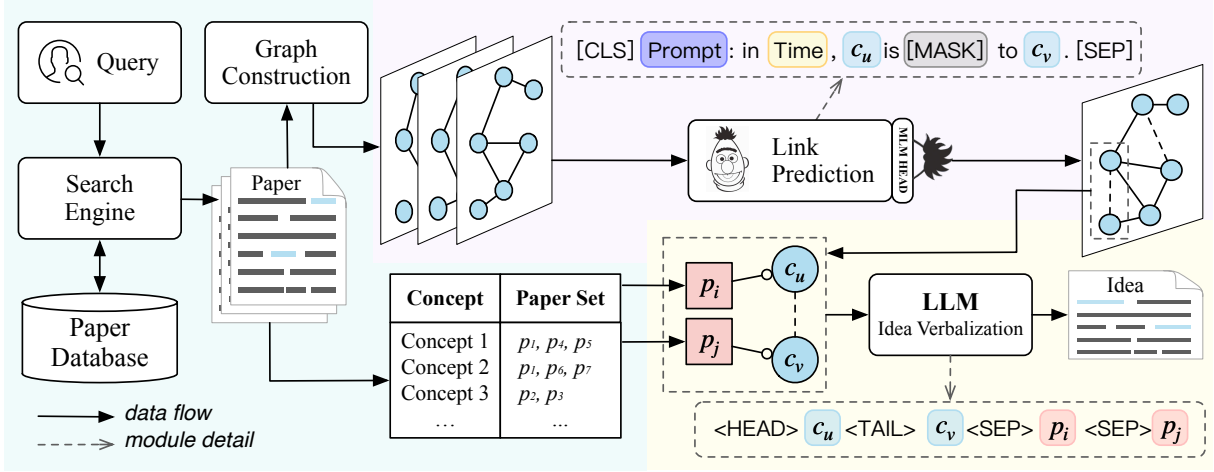 Query
Search
Engine
Paper
Database
data flow
module detail
Graph
Construction
Paper
[CLS] Prompt: in Time, c_u is [MASK] to c_v. [SEP]
Link
Prediction
MLM HEAD
Concept Paper Set
Concept 1 p₁, p₄, p₅
Concept 2 p₁, p₆, p₇
Concept 3 p₂, p₃
... ...
p_i
c_u
p_j
c_v
LLM
Idea Verbalization
Idea
<HEAD> c_u <TAIL> c_v <SEP> p_i <SEP> p_j